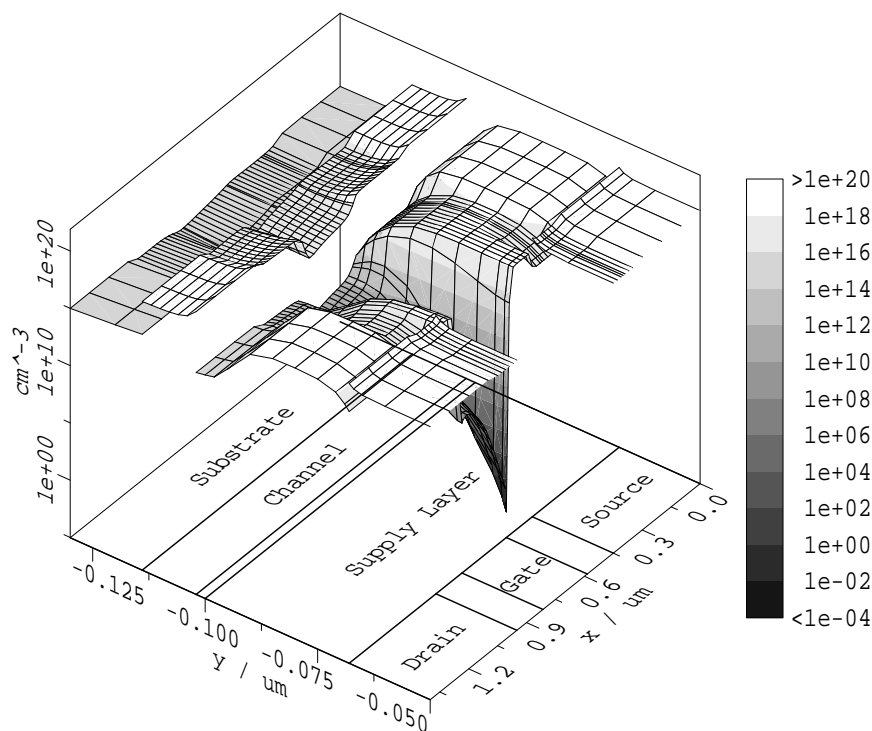 1e+20
1e+10
1e+00
cm^-3
Substrate
Channel
Supply Layer
Source
Gate
Drain
-0.125
-0.100
-0.075
-0.050
y / um
0.0
0.3
0.6
0.9
1.2
x / um
>1e+20
1e+18
1e+16
1e+14
1e+12
1e+10
1e+08
1e+06
1e+04
1e+02
1e+00
1e-02
<1e-04